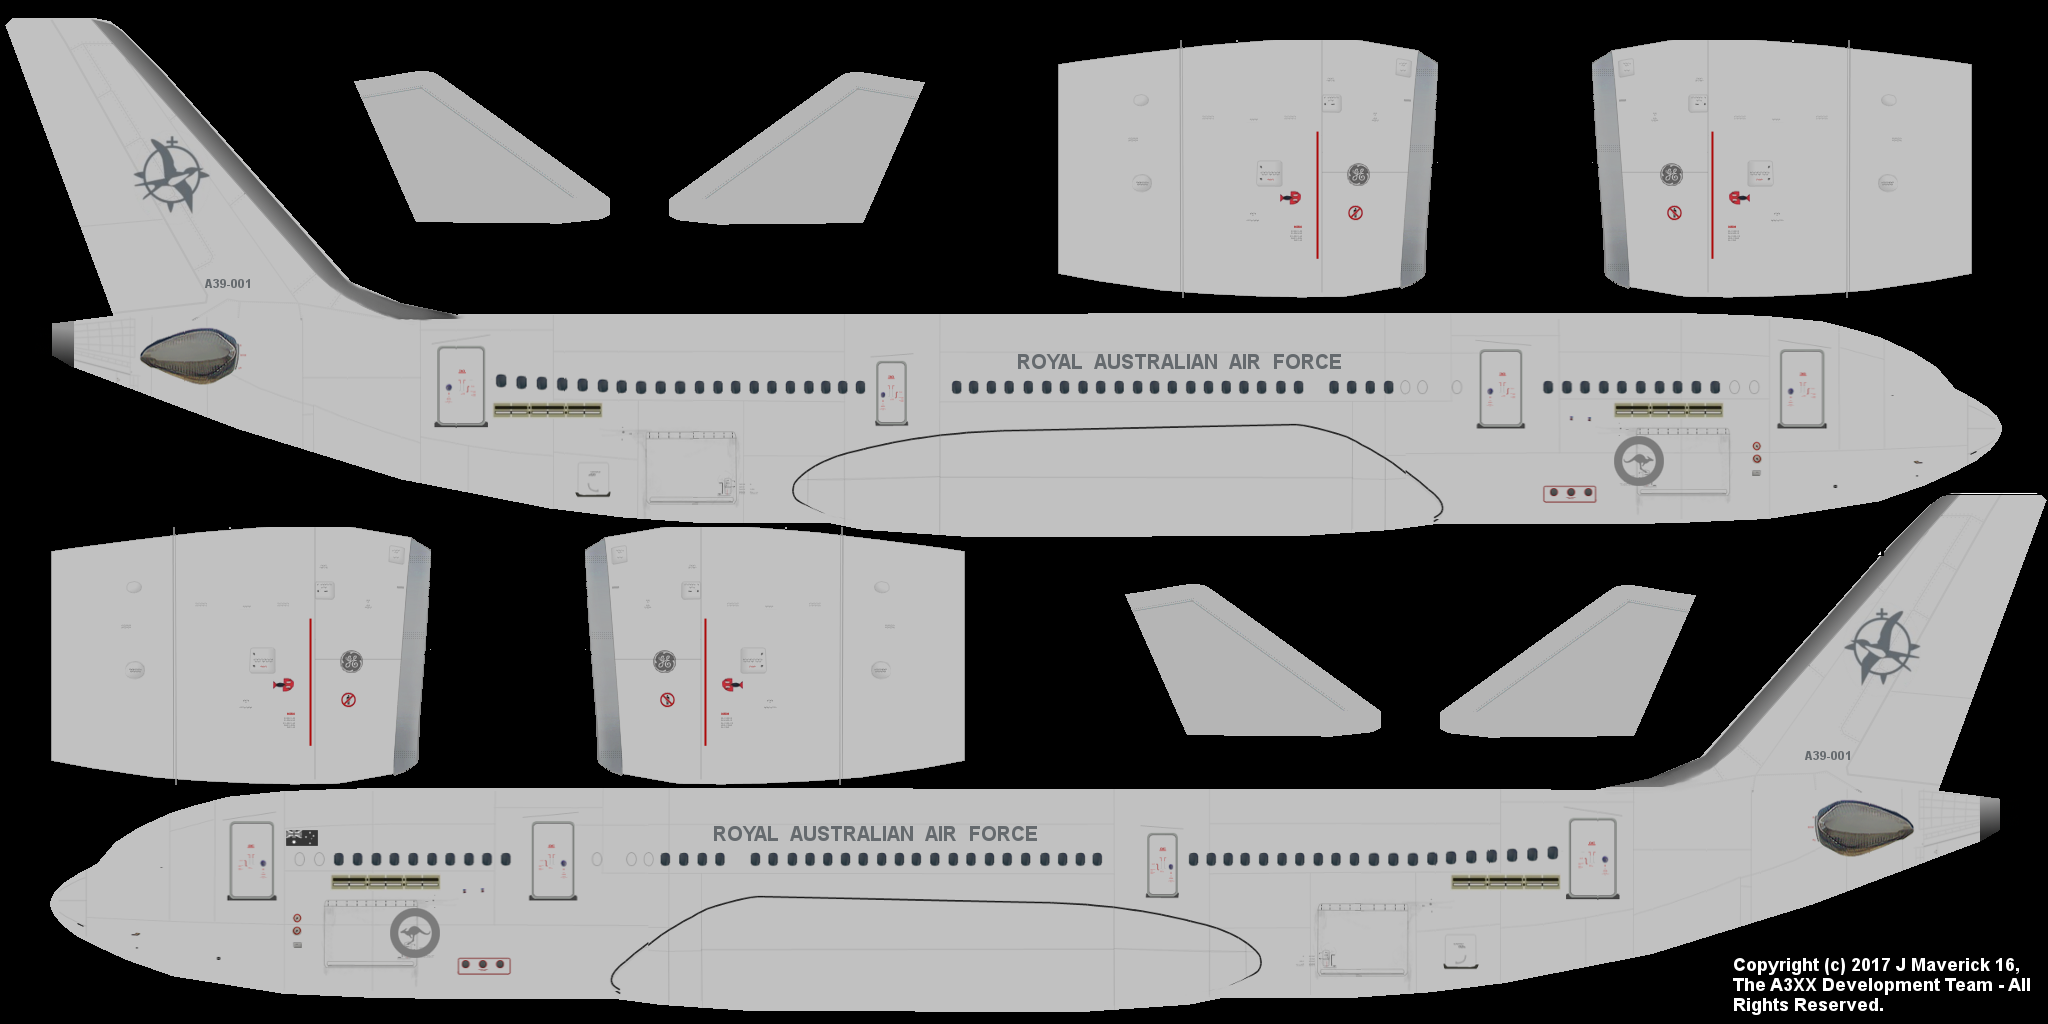 A39-001
ROYAL AUSTRALIAN AIR FORCE
A39-001
ROYAL AUSTRALIAN AIR FORCE
Copyright (c) 2017 J Maverick 16,
The A3XX Development Team - All
Rights Reserved.